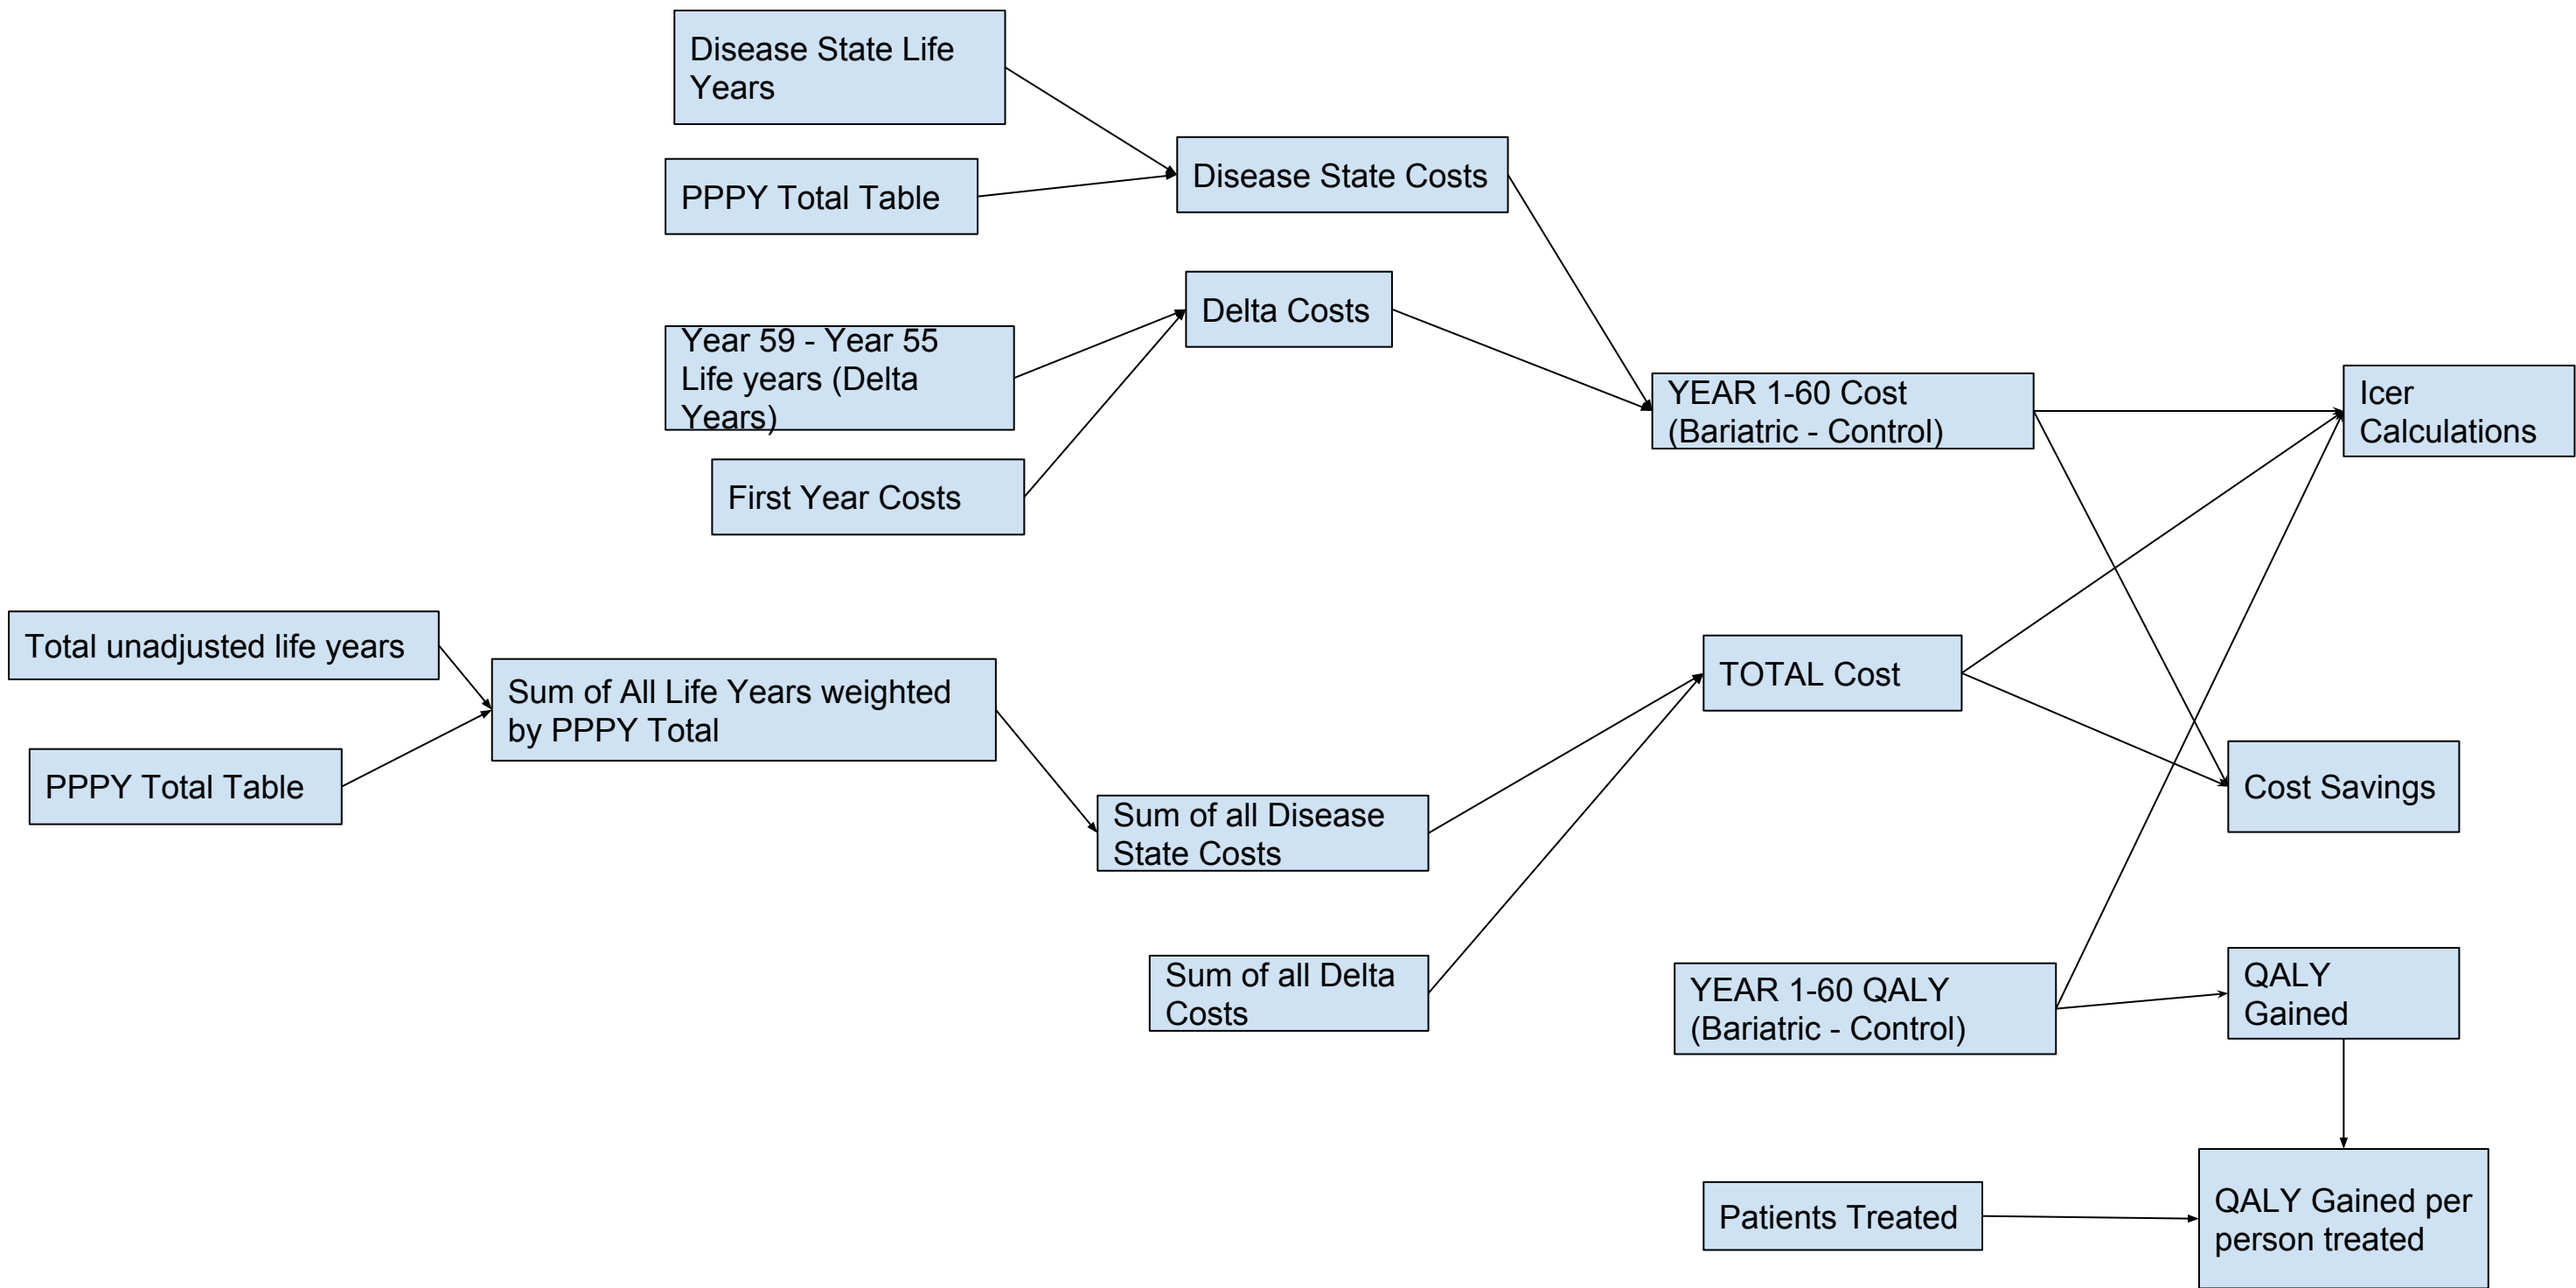 Disease State Life
Years
PPPY Total Table
Disease State Costs
Delta Costs
Year 59 - Year 55
Life years (Delta
Years)
First Year Costs
YEAR 1-60 Cost
(Bariatric - Control)
Icer
Calculations
Total unadjusted life years
PPPY Total Table
Sum of All Life Years weighted
by PPPY Total
Sum of all Disease
State Costs
Sum of all Delta
Costs
TOTAL Cost
Cost Savings
YEAR 1-60 QALY
(Bariatric - Control)
QALY
Gained
Patients Treated
QALY Gained per
person treated